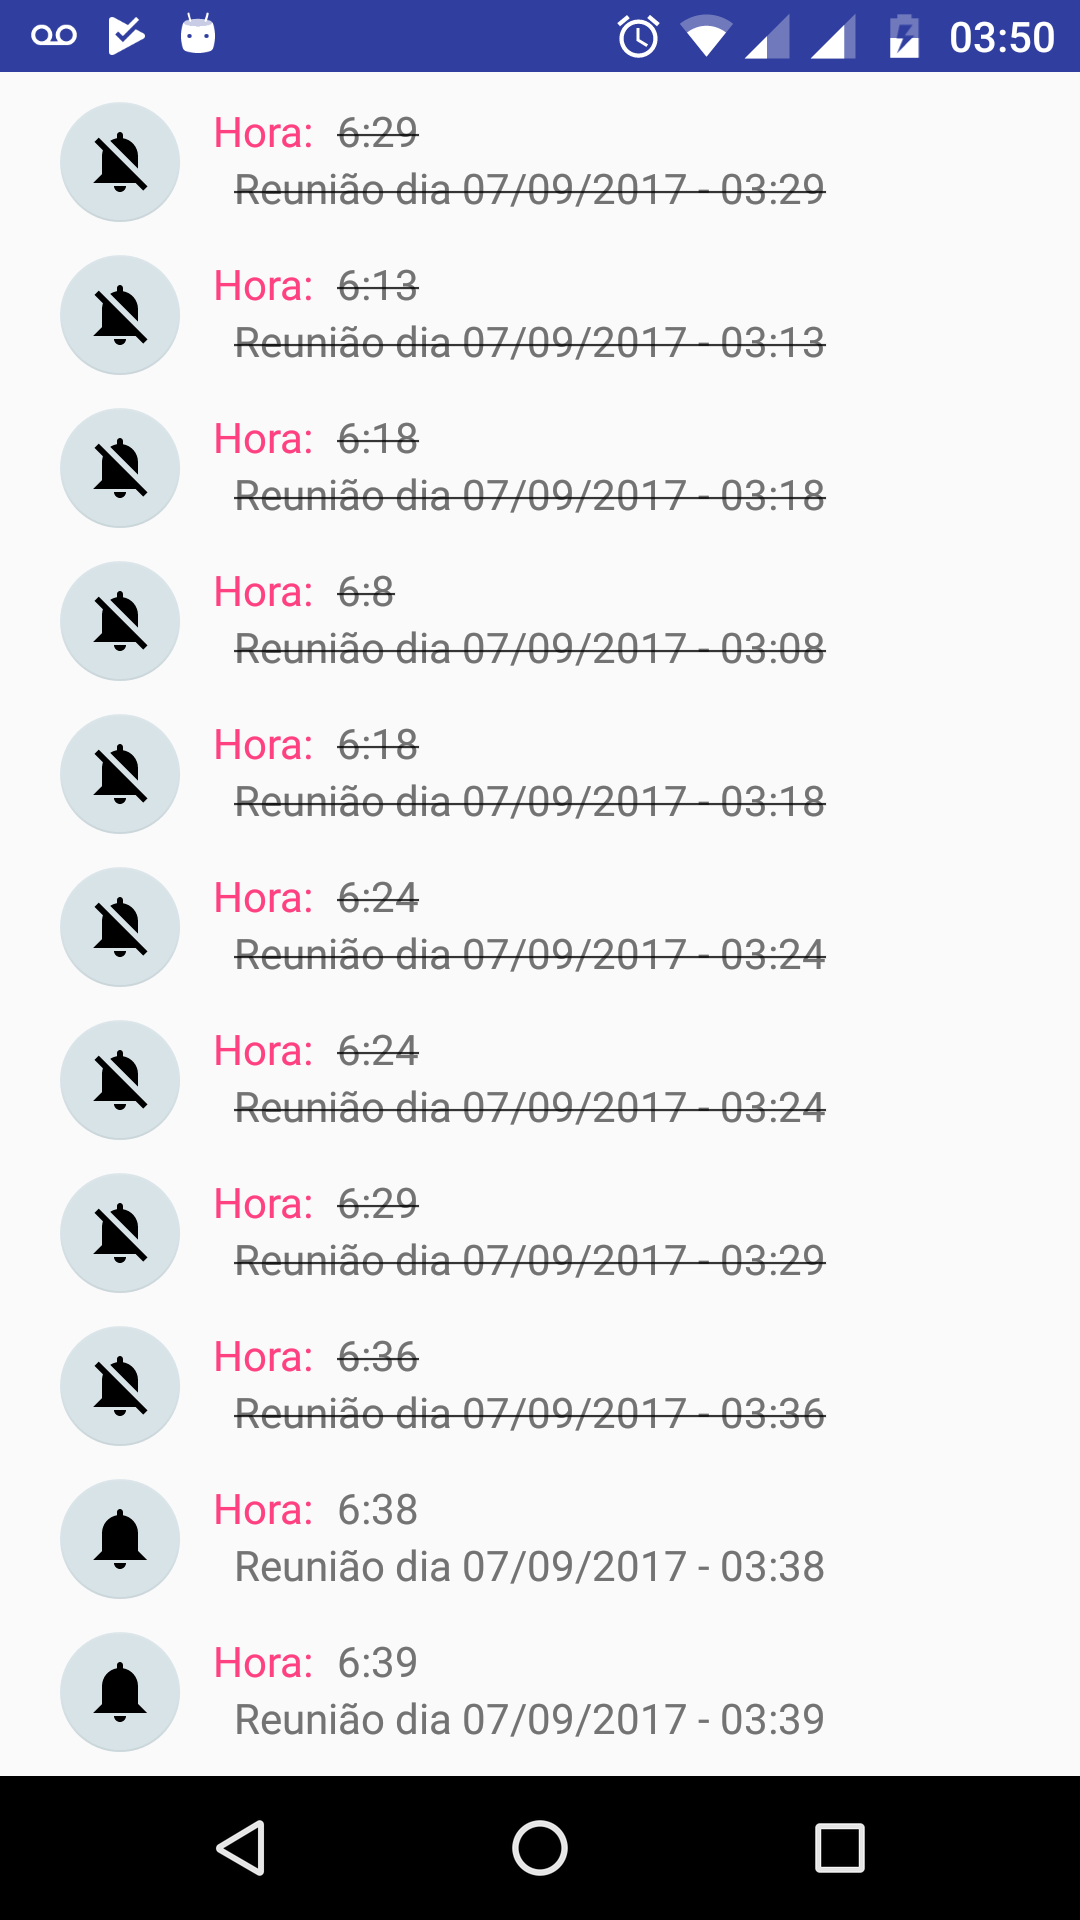 03:50
Hora: 6:29
Reunião dia 07/09/2017 - 03:29
Hora: 6:13
Reunião dia 07/09/2017 - 03:13
Hora: 6:18
Reunião dia 07/09/2017 - 03:18
Hora: 6:8
Reunião dia 07/09/2017 - 03:08
Hora: 6:18
Reunião dia 07/09/2017 - 03:18
Hora: 6:24
Reunião dia 07/09/2017 - 03:24
Hora: 6:24
Reunião dia 07/09/2017 - 03:24
Hora: 6:29
Reunião dia 07/09/2017 - 03:29
Hora: 6:36
Reunião dia 07/09/2017 - 03:36
Hora: 6:38
Reunião dia 07/09/2017 - 03:38
Hora: 6:39
Reunião dia 07/09/2017 - 03:39